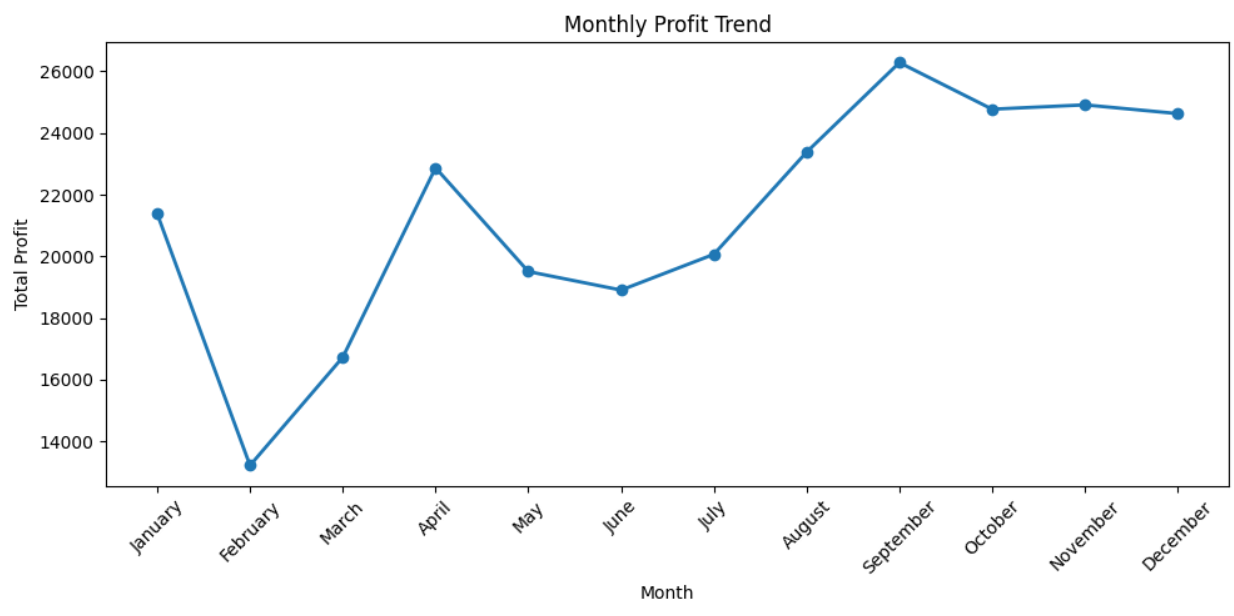 Monthly Profit Trend
Total Profit
26000
24000
22000
20000
18000
16000
14000
January
February
March
April
May
June
July
August
September
October
November
December
Month